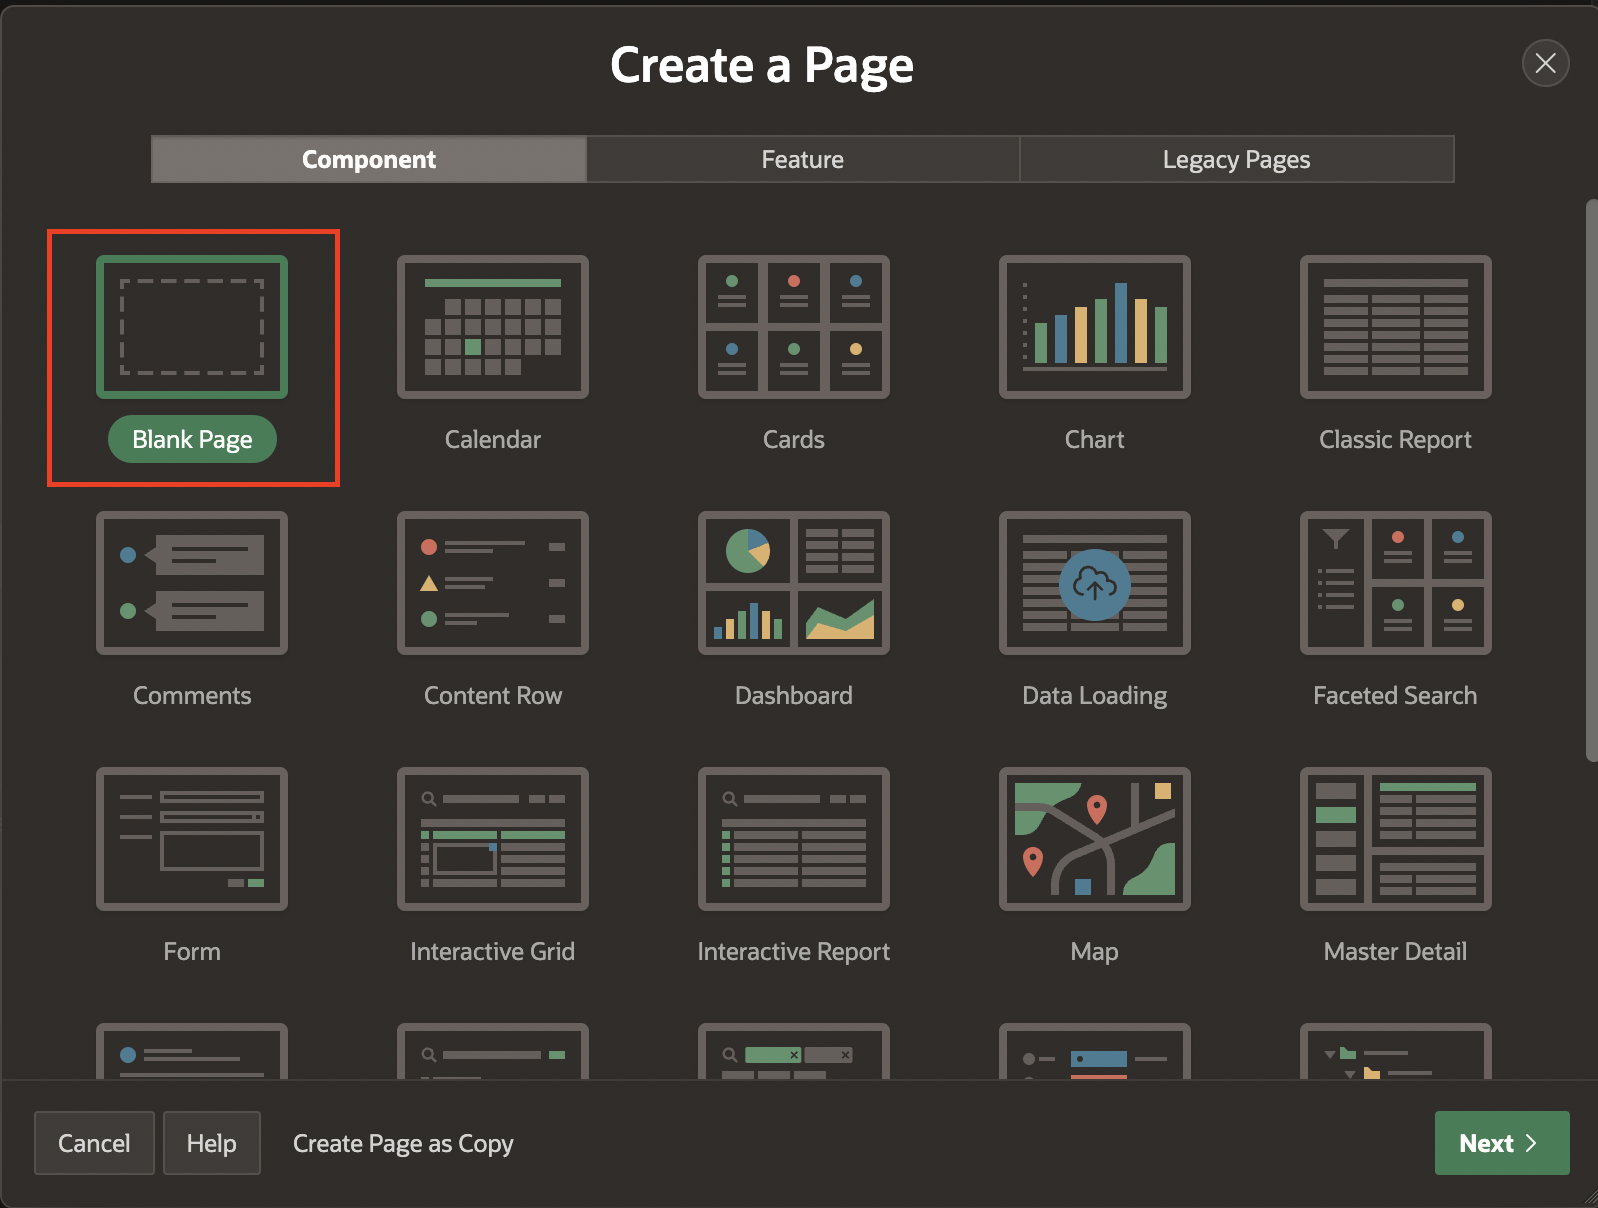 Create a Page
Component
Feature
Legacy Pages
Blank Page
Calendar
Cards
Chart
Classic Report
Comments
Content Row
Dashboard
Data Loading
Faceted Search
Form
Interactive Grid
Interactive Report
Map
Master Detail
Cancel
Help
Create Page as Copy
Next